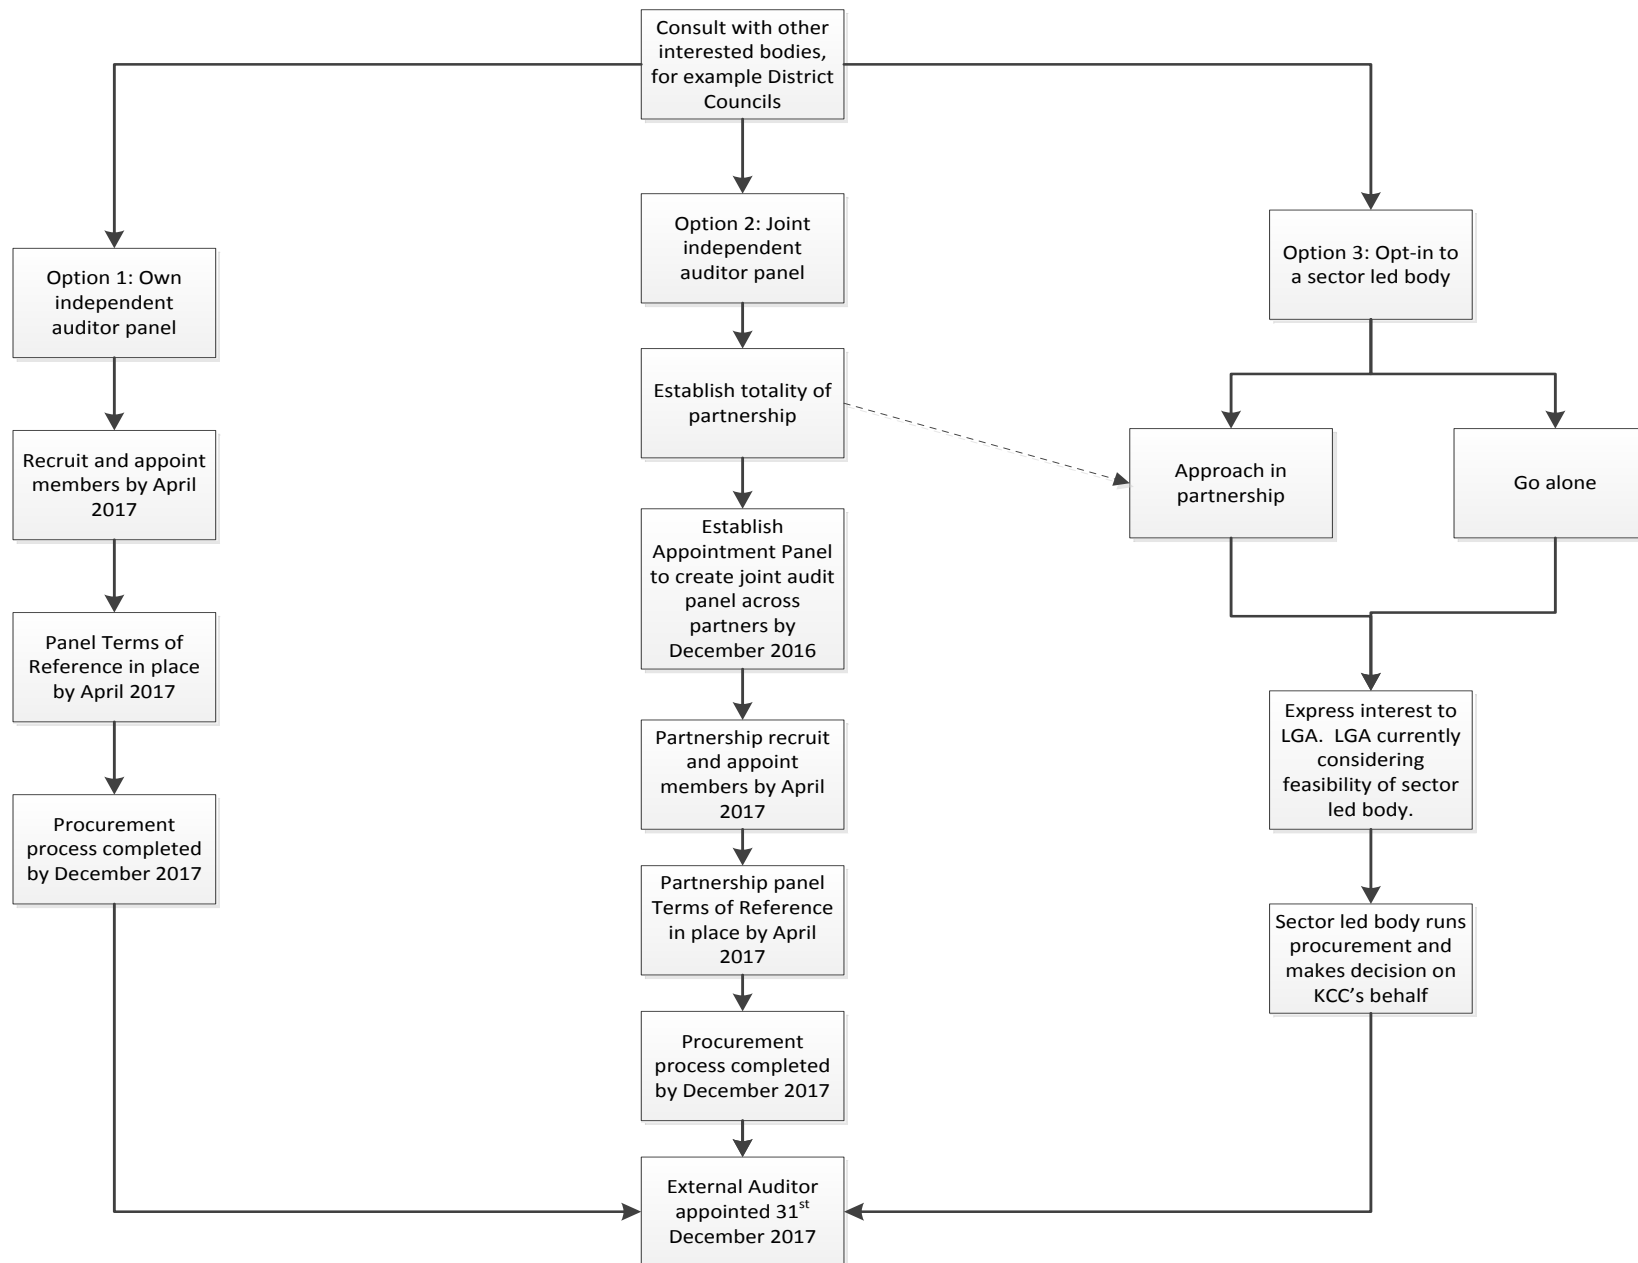 Consult with other
interested bodies,
for example District
Councils
Option 1: Own
independent
auditor panel
Recruit and appoint
members by April
2017
Panel Terms of
Reference in place
by April 2017
Procurement
process completed
by December 2017
Option 2: Joint
independent
auditor panel
Establish totality of
partnership
Establish
Appointment Panel
to create joint audit
panel across
partners by
December 2016
Partnership recruit
and appoint
members by April
2017
Partnership panel
Terms of Reference
in place by April
2017
Procurement
process completed
by December 2017
Option 3: Opt-in to
a sector led body
Approach in
partnership
Go alone
Express interest to
LGA.  LGA currently
considering
feasibility of sector
led body.
Sector led body runs
procurement and
makes decision on
KCC’s behalf
External Auditor
appointed 31st
December 2017